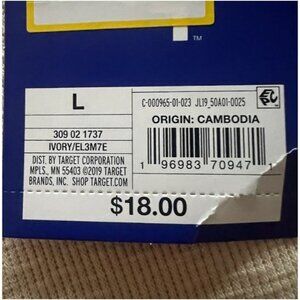 TM
L
309 02 1737
IVORY/EL3M7E
DIST. BY TARGET CORPORATION
MPLS., MN 55403 ©2019 TARGET
BRANDS, INC. SHOP TARGET.COM
C-000965-01-023 JL19_50A01-0025
ORIGIN: CAMBODIA
1 96983 70947 1
$18.00